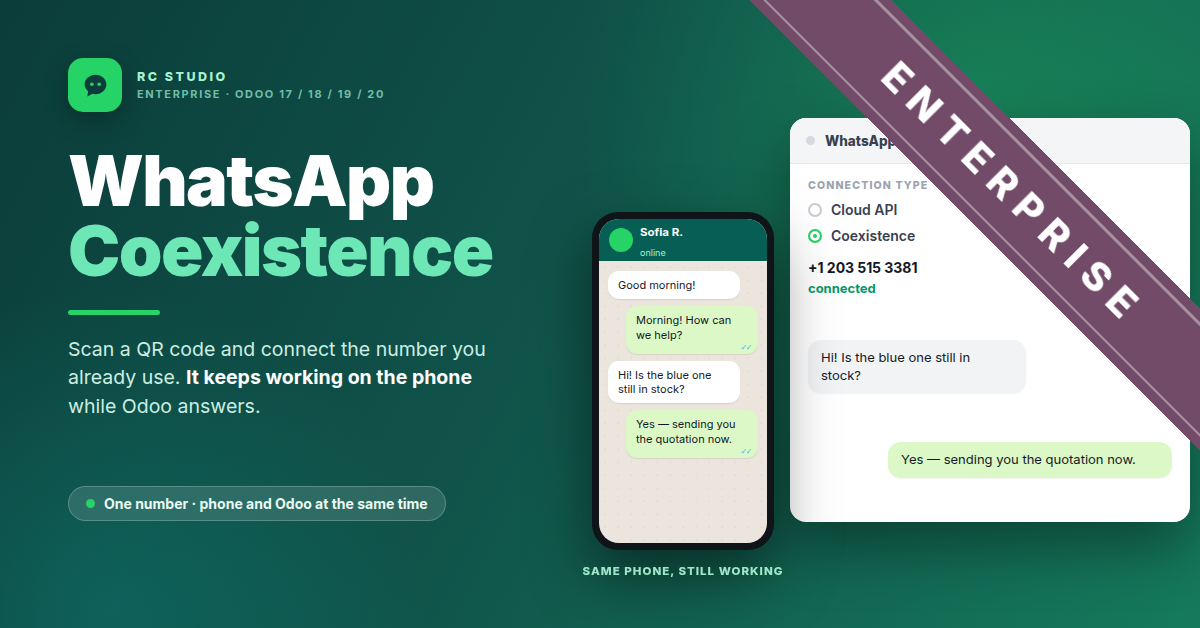 RC STUDIO
ENTERPRISE · ODOO 17 / 18 / 19 / 20
WhatsApp
Coexistence
Scan a QR code and connect the number you
already use. It keeps working on the phone
while Odoo answers.
One number · phone and Odoo at the same time
Sofia R.
online
Good morning!
Morning! How can
we help?
Hi! Is the blue one
still in stock?
Yes — sending you
the quotation now.
SAME PHONE, STILL WORKING
WhatsApp
CONNECTION TYPE
Cloud API
Coexistence
+1 203 515 3381
connected
Hi! Is the blue one still in
stock?
Yes — sending you the quotation now.
ENTERPRISE